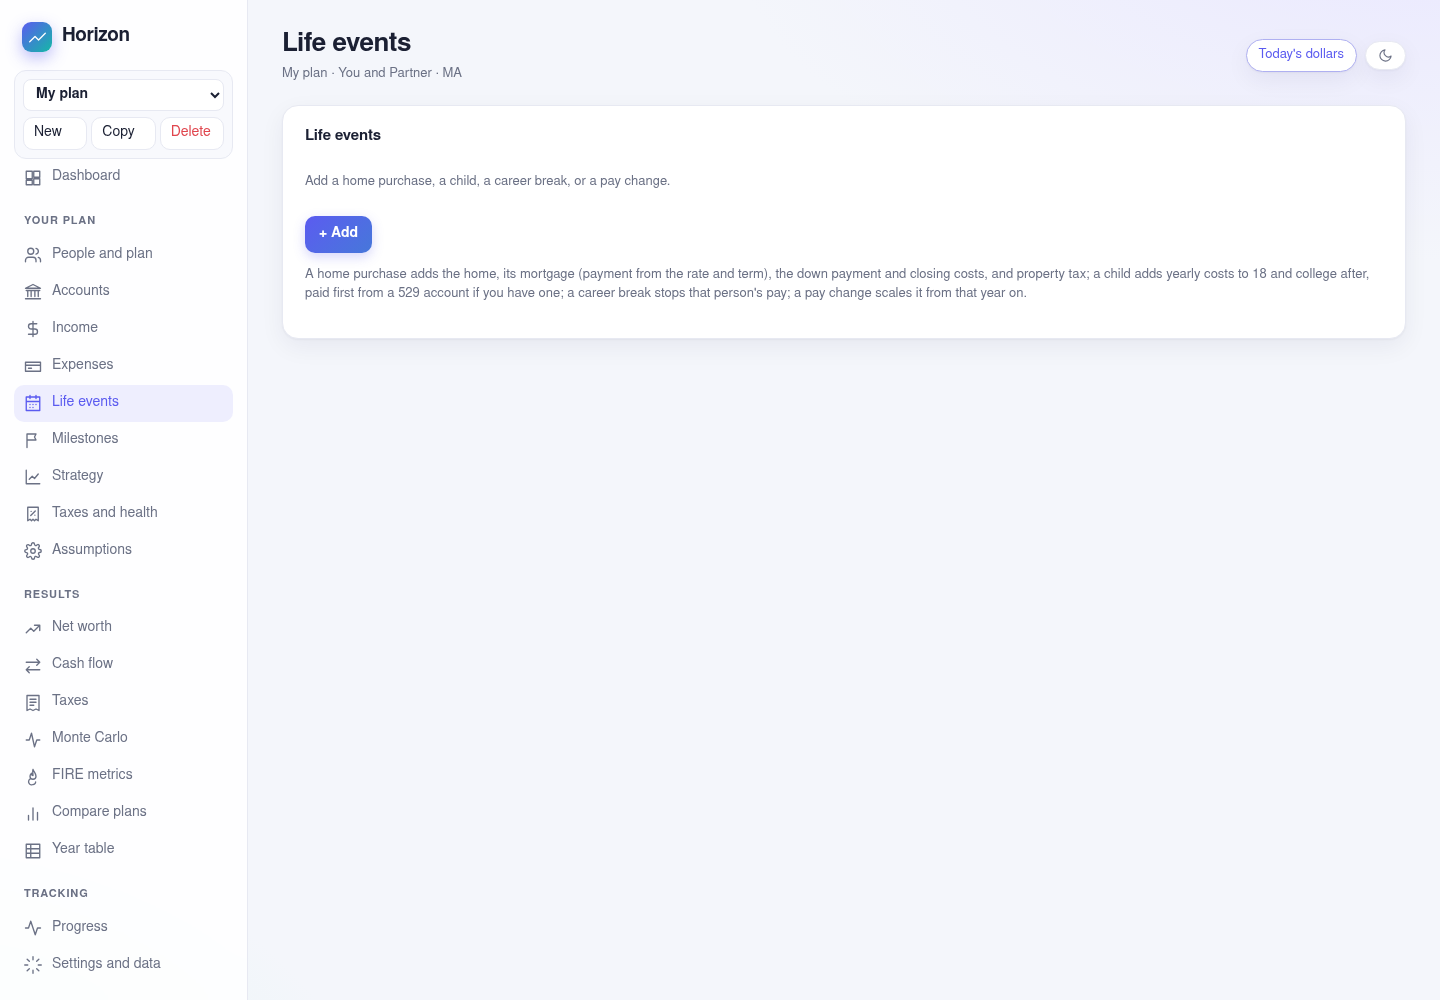 Horizon
My plan
New
Copy
Delete
Dashboard
YOUR PLAN
People and plan
Accounts
Income
Expenses
Life events
Milestones
Strategy
Taxes and health
Assumptions
RESULTS
Net worth
Cash flow
Taxes
Monte Carlo
FIRE metrics
Compare plans
Year table
TRACKING
Progress
Settings and data
Life events
My plan · You and Partner · MA
Today's dollars
Life events
Add a home purchase, a child, a career break, or a pay change.
+ Add
A home purchase adds the home, its mortgage (payment from the rate and term), the down payment and closing costs, and property tax; a child adds yearly costs to 18 and college after,
paid first from a 529 account if you have one; a career break stops that person's pay; a pay change scales it from that year on.